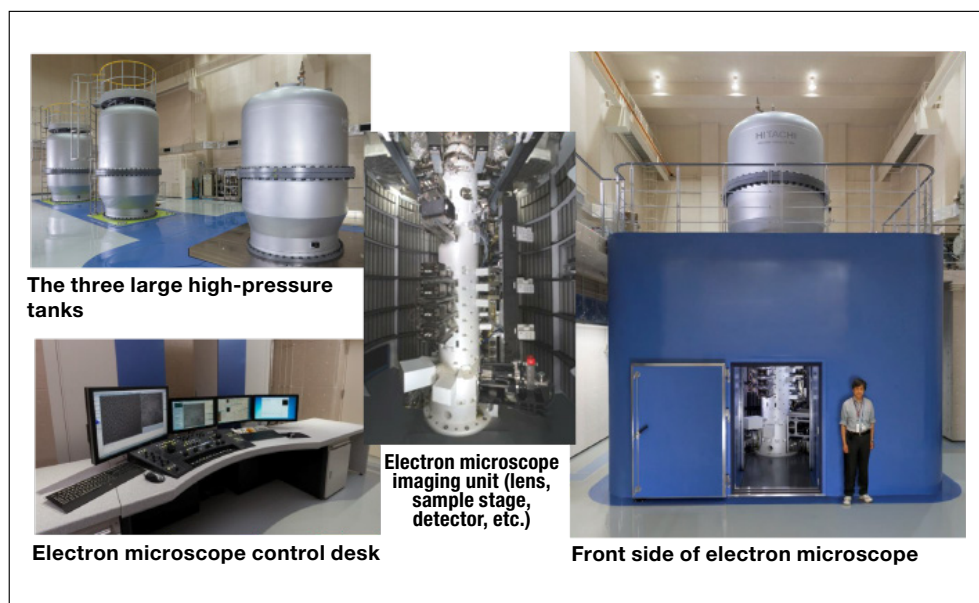 The three large high-pressure
tanks
Electron microscope control desk
Electron microscope
imaging unit (lens,
sample stage,
detector, etc.)
HITACHI
Front side of electron microscope